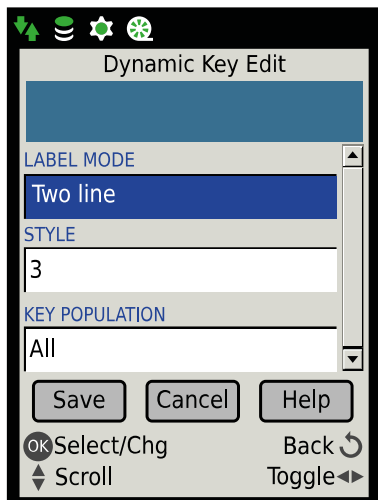 Dynamic Key Edit
LABEL MODE
Two line
STYLE
3
KEY POPULATION
All
Save Cancel Help
OK Select/Chg Back
Scroll Toggle